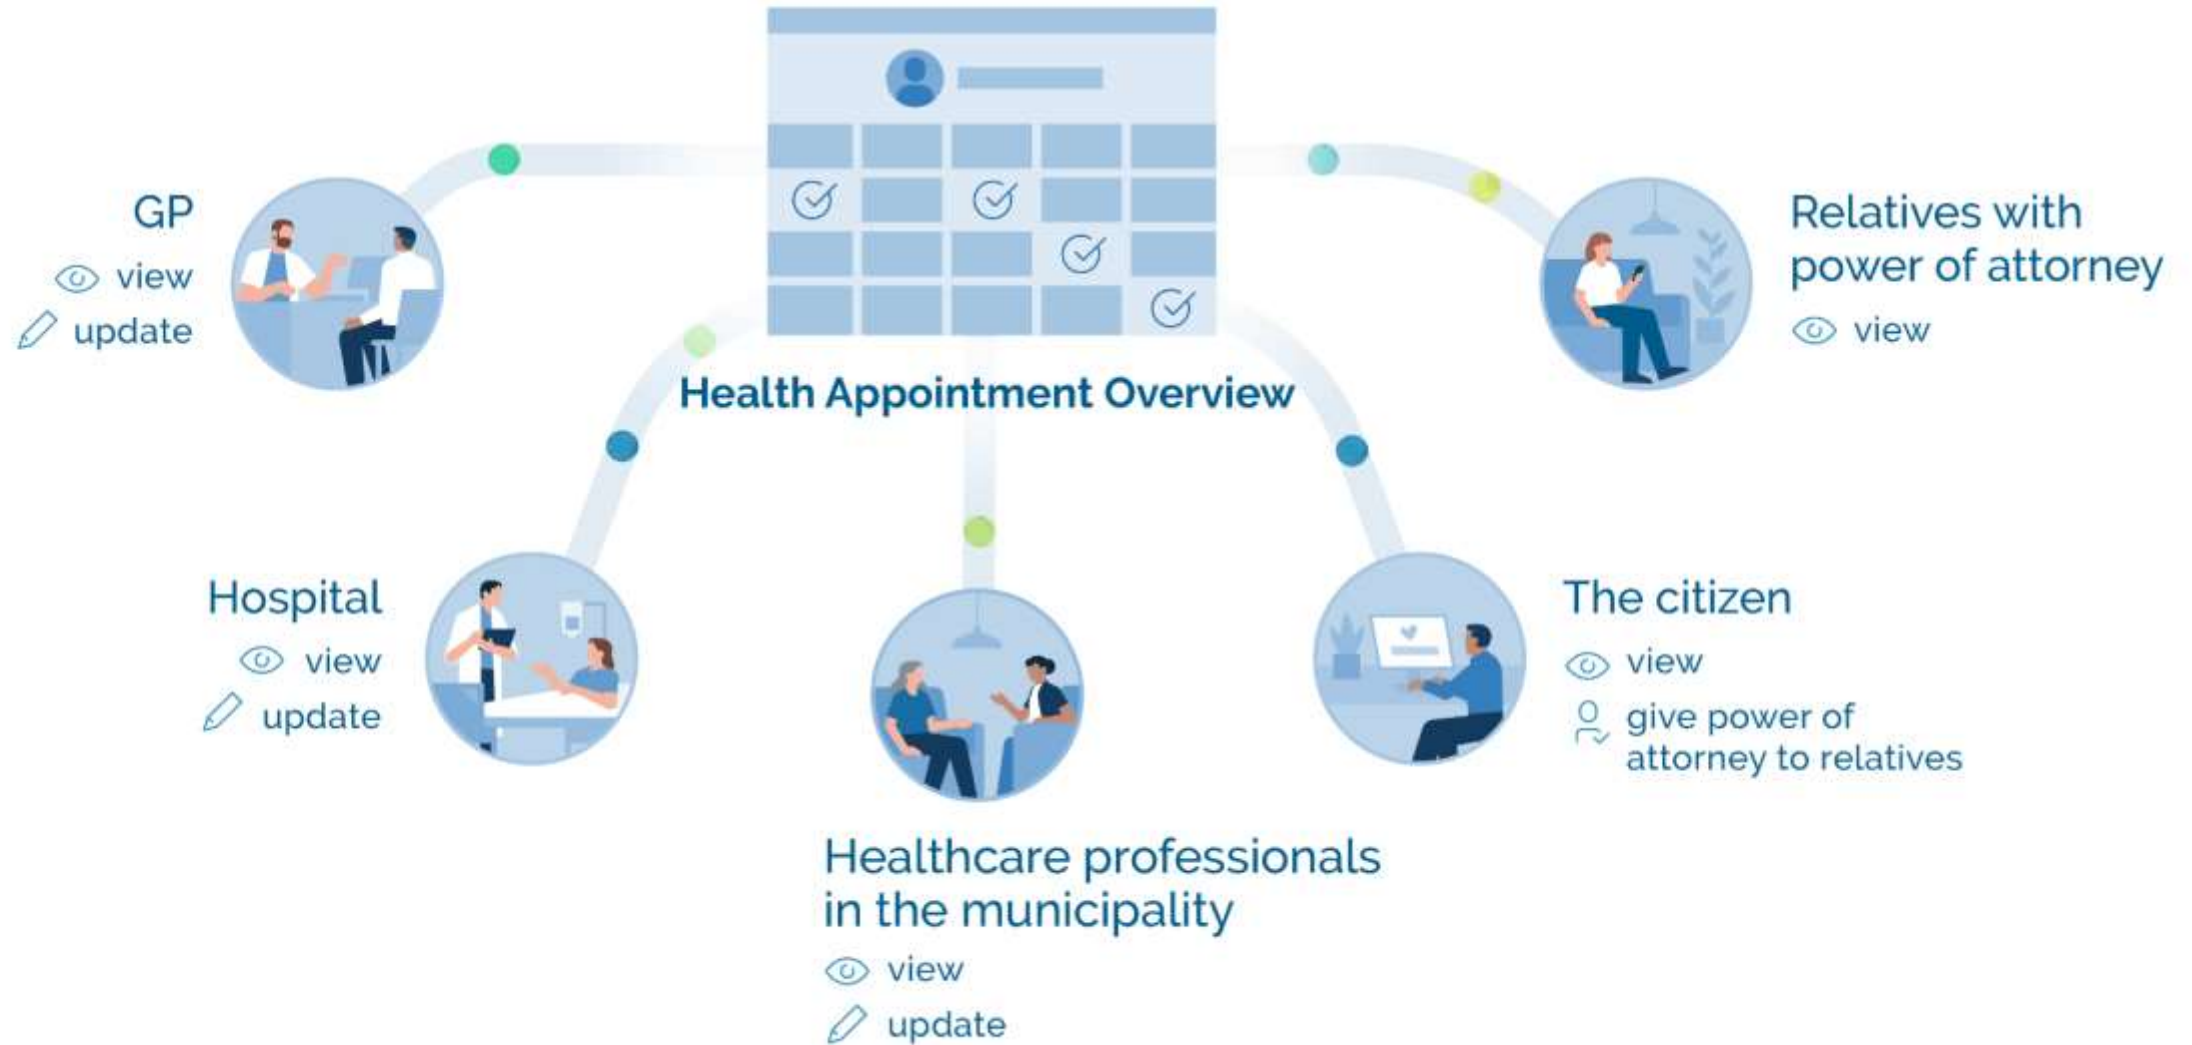 GP
view
update
Health Appointment Overview
Relatives with
power of attorney
view
Hospital
view
update
Healthcare professionals
in the municipality
view
update
The citizen
view
give power of
attorney to relatives